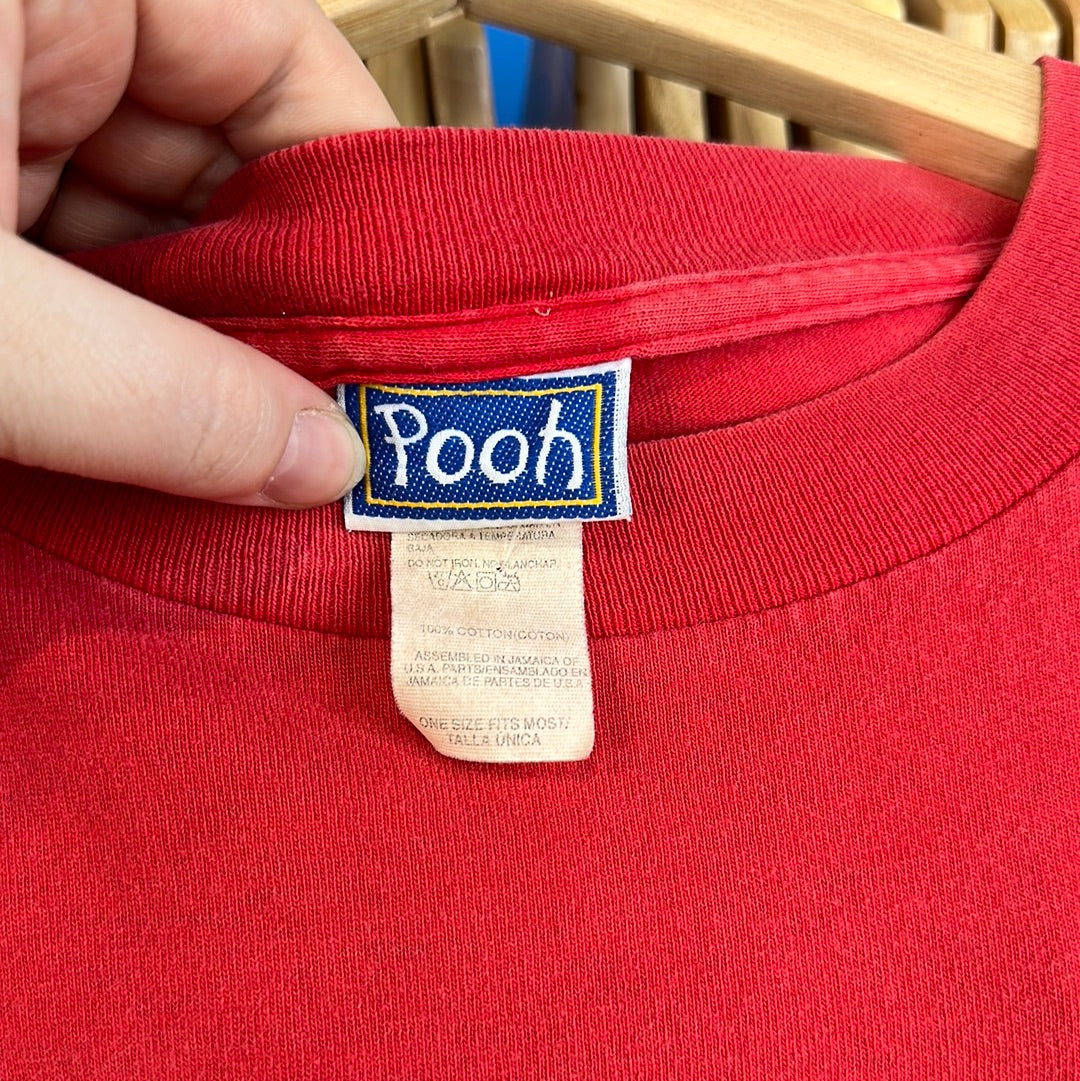 Pooh
SECADORA A TEMPERATURA
BAJA
DO NOT IRON. NO PLANCHAR.
100% COTTON(COTON)
ASSEMBLED IN JAMAICA OF
U.S.A. PARTS/ENSAMBLADO EN
JAMAICA DE PARTES DE U.S.A
ONE SIZE FITS MOST/
TALLA ÚNICA